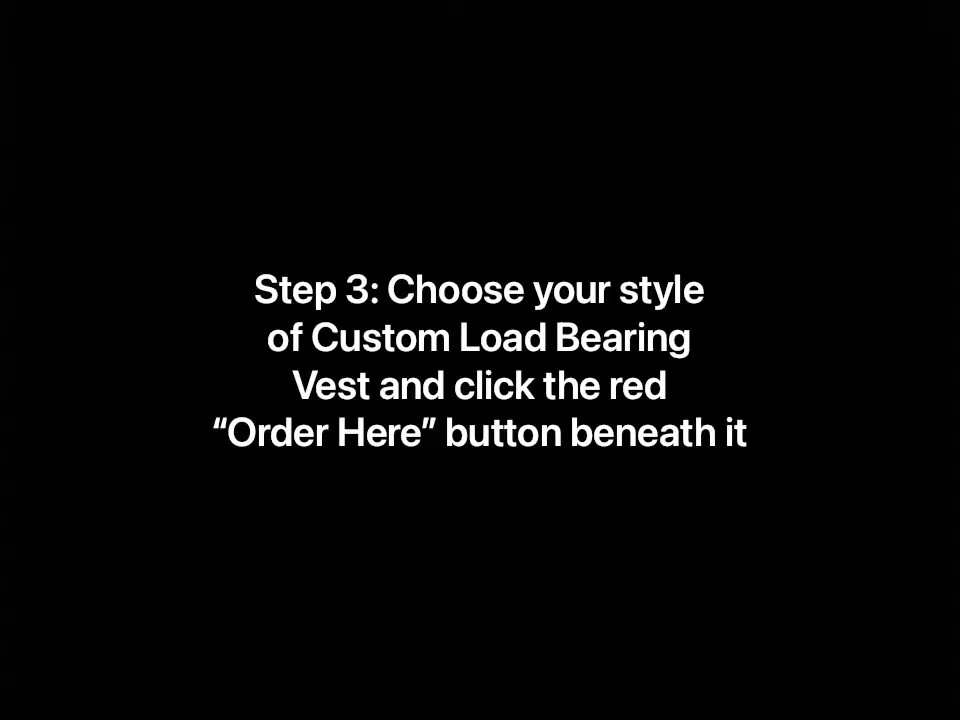 Step 3: Choose your style
of Custom Load Bearing
Vest and click the red
“Order Here” button beneath it